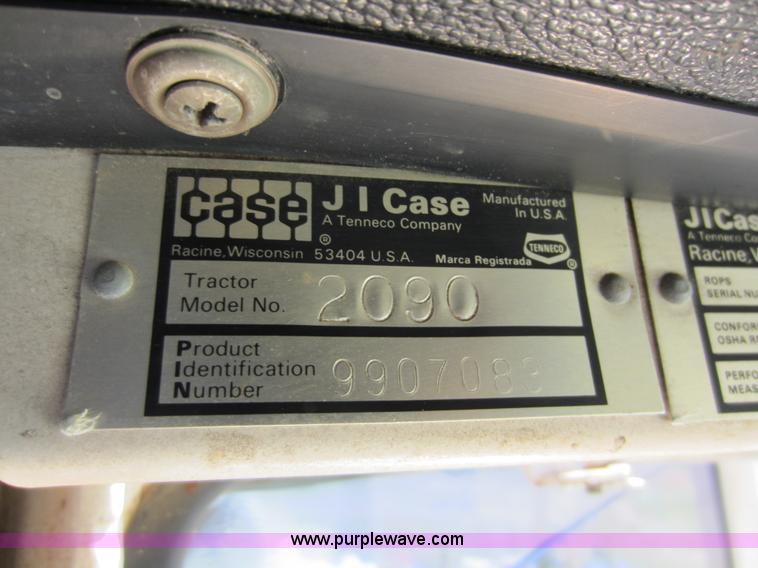 case
J I Case
A Tenneco Company
Manufactured
In U.S.A.
®
Racine, Wisconsin 53404 U.S.A.
Marca Registrada
TENNECO
®
Tractor
Model No. 2090
Product
Identification
Number
9907083
J I Cas
A Tenneco Co
Racine, W
ROPS
SERIAL NU
CONFOR
OSHA R
PERFO
MEAS
www.purplewave.com